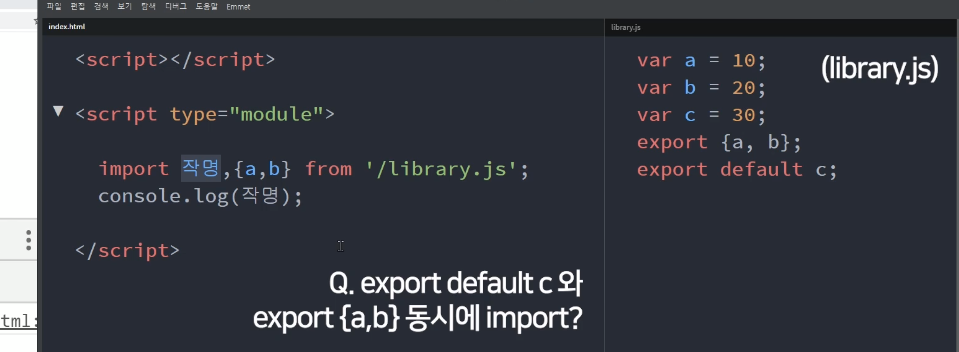 파일 편집 검색 보기 탐색 디버그 도움말 Emmet
index.html
<script></script>
<script type="module">
import 작명,{a,b} from '/library.js';
console.log(작명);
</script>
Q. export default c 와
export {a,b} 동시에 import?
library.js
(library.js)
var a = 10;
var b = 20;
var c = 30;
export {a, b};
export default c;
tml: